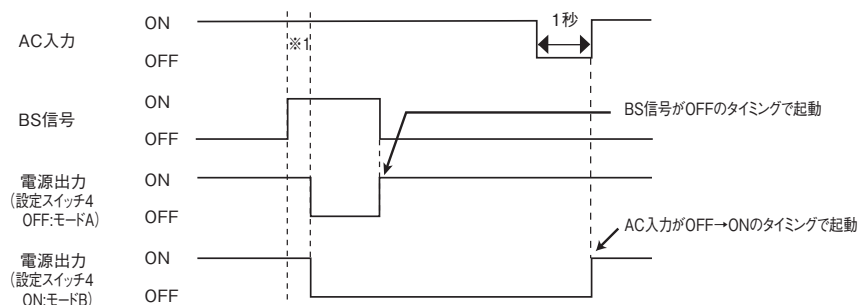 AC入力
ON
OFF
※1
1秒
BS信号
ON
OFF
BS信号がOFFのタイミングで起動
電源出力
(設定スイッチ4
OFF:モードA)
ON
OFF
AC入力がOFF→ONのタイミングで起動
電源出力
(設定スイッチ4
ON:モードB)
ON
OFF